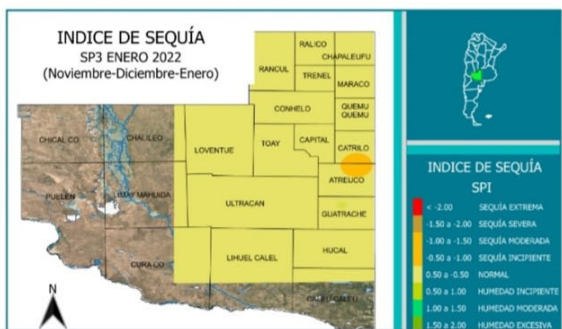 INDICE DE SEQUÍA
SP3 ENERO 2022
(Noviembre-Diciembre-Enero)
RALICO
CHAPALEUFU
RANCUL
TRENEL
MARACO
CONHELO
QUEMU
QUEMU
CHICAL CO
CHALILEO
LOVENTUE
TOAY
CAPITAL
CATRILO
ATREUCO
PUELEN
LIMAY MAHUIDA
ULTRACAN
GUATRACHE
HUCAL
CURA CO
LIHUEL CALEL
CALEU CALEU
N
INDICE DE SEQUÍA
SPI
< -2.00 SEQUÍA EXTREMA
-1.50 a -2.00 SEQUÍA SEVERA
-1.00 a -1.50 SEQUÍA MODERADA
-0.50 a -1.00 SEQUÍA INCIPIENTE
0.50 a -0.50 NORMAL
0.50 a 1.00 HUMEDAD INCIPIENTE
1.00 a 1.50 HUMEDAD MODERADA
1.50 a 2.00 HUMEDAD EXCESIVA